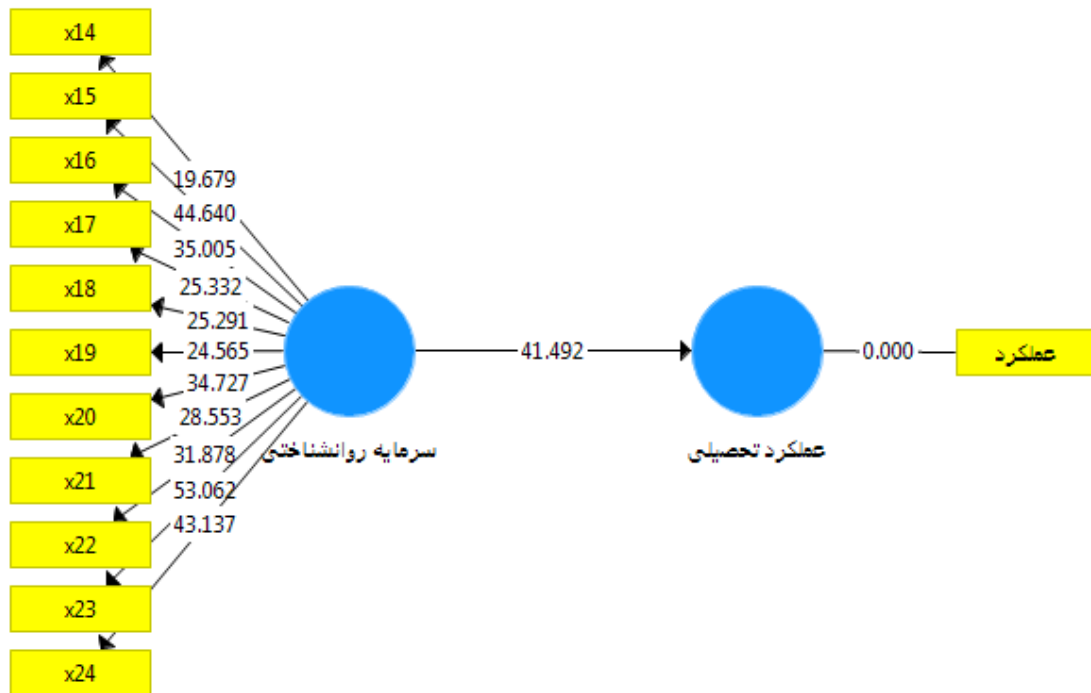 x14
x15
x16
x17
x18
x19
x20
x21
x22
x23
x24
19.679
44.640
35.005
25.332
25.291
24.565
34.727
28.553
31.878
53.062
43.137
سرمایه روانشناختی
41.492
عملکرد تحصیلی
0.000
عملکرد